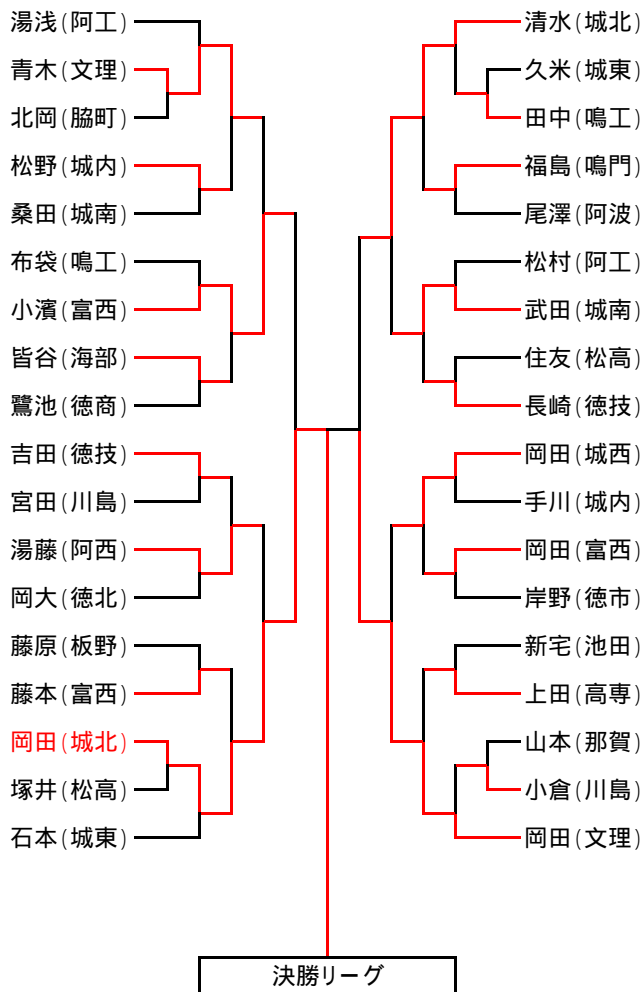 湯浅(阿工)
青木(文理)
北岡(脇町)
松野(城内)
桑田(城南)
布袋(鳴工)
小濱(富西)
皆谷(海部)
鷺池(徳商)
吉田(徳技)
宮田(川島)
湯藤(阿西)
岡大(徳北)
藤原(板野)
藤本(富西)
岡田(城北)
塚井(松高)
石本(城東)
清水(城北)
久米(城東)
田中(鳴工)
福島(鳴門)
尾澤(阿波)
松村(阿工)
武田(城南)
住友(松高)
長崎(徳技)
岡田(城西)
手川(城内)
岡田(富西)
岸野(徳市)
新宅(池田)
上田(高専)
山本(那賀)
小倉(川島)
岡田(文理)
決勝リーグ